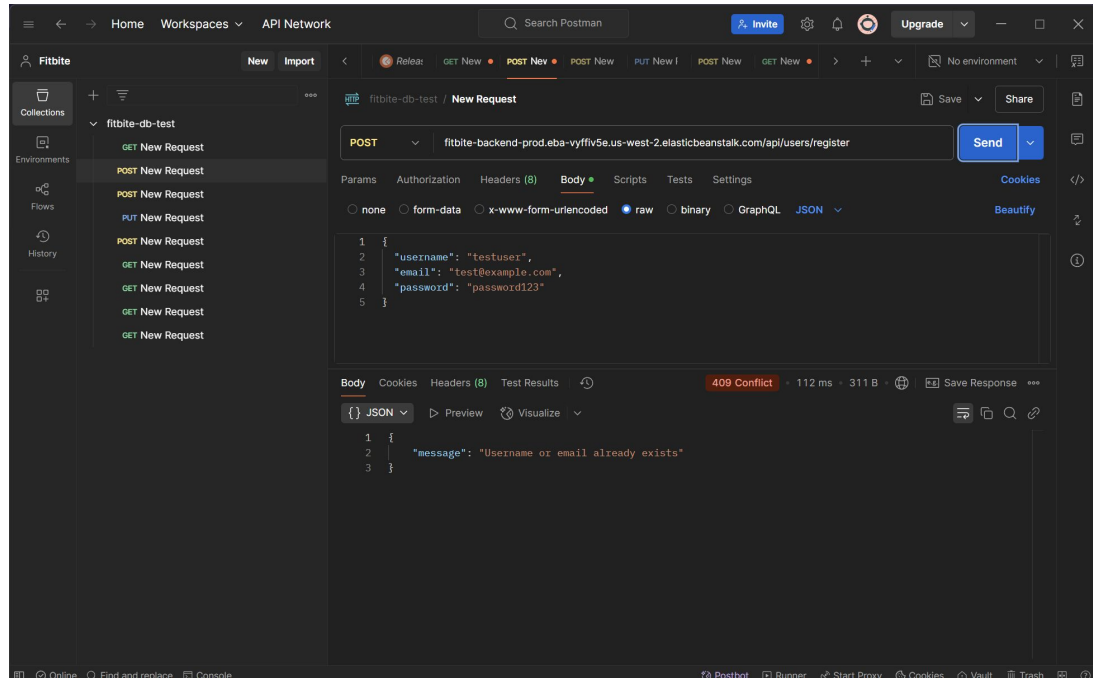 Home Workspaces API Network Search Postman Invite Upgrade
Fitbite New Import Releas GET New POST Nev POST New PUT New I POST New GET New No environment
Collections
Environments
Flows
History
fitbite-db-test
GET New Request
POST New Request
POST New Request
PUT New Request
POST New Request
GET New Request
GET New Request
GET New Request
GET New Request
HTTP fitbite-db-test / New Request Save Share
POST fitbite-backend-prod.eba-vyffiv5e.us-west-2.elasticbeanstalk.com/api/users/register Send
Params Authorization Headers (8) Body Scripts Tests Settings Cookies
none form-data x-www-form-urlencoded raw binary GraphQL JSON Beautify
1 {
2 "username": "testuser",
3 "email": "test@example.com",
4 "password": "password123"
5 }
Body Cookies Headers (8) Test Results 409 Conflict 112 ms 311 B Save Response
{} JSON Preview Visualize
1 {
2 "message": "Username or email already exists"
3 }
Online Find and replace Console Postbot Runner Start Proxy Cookies Vault Trash